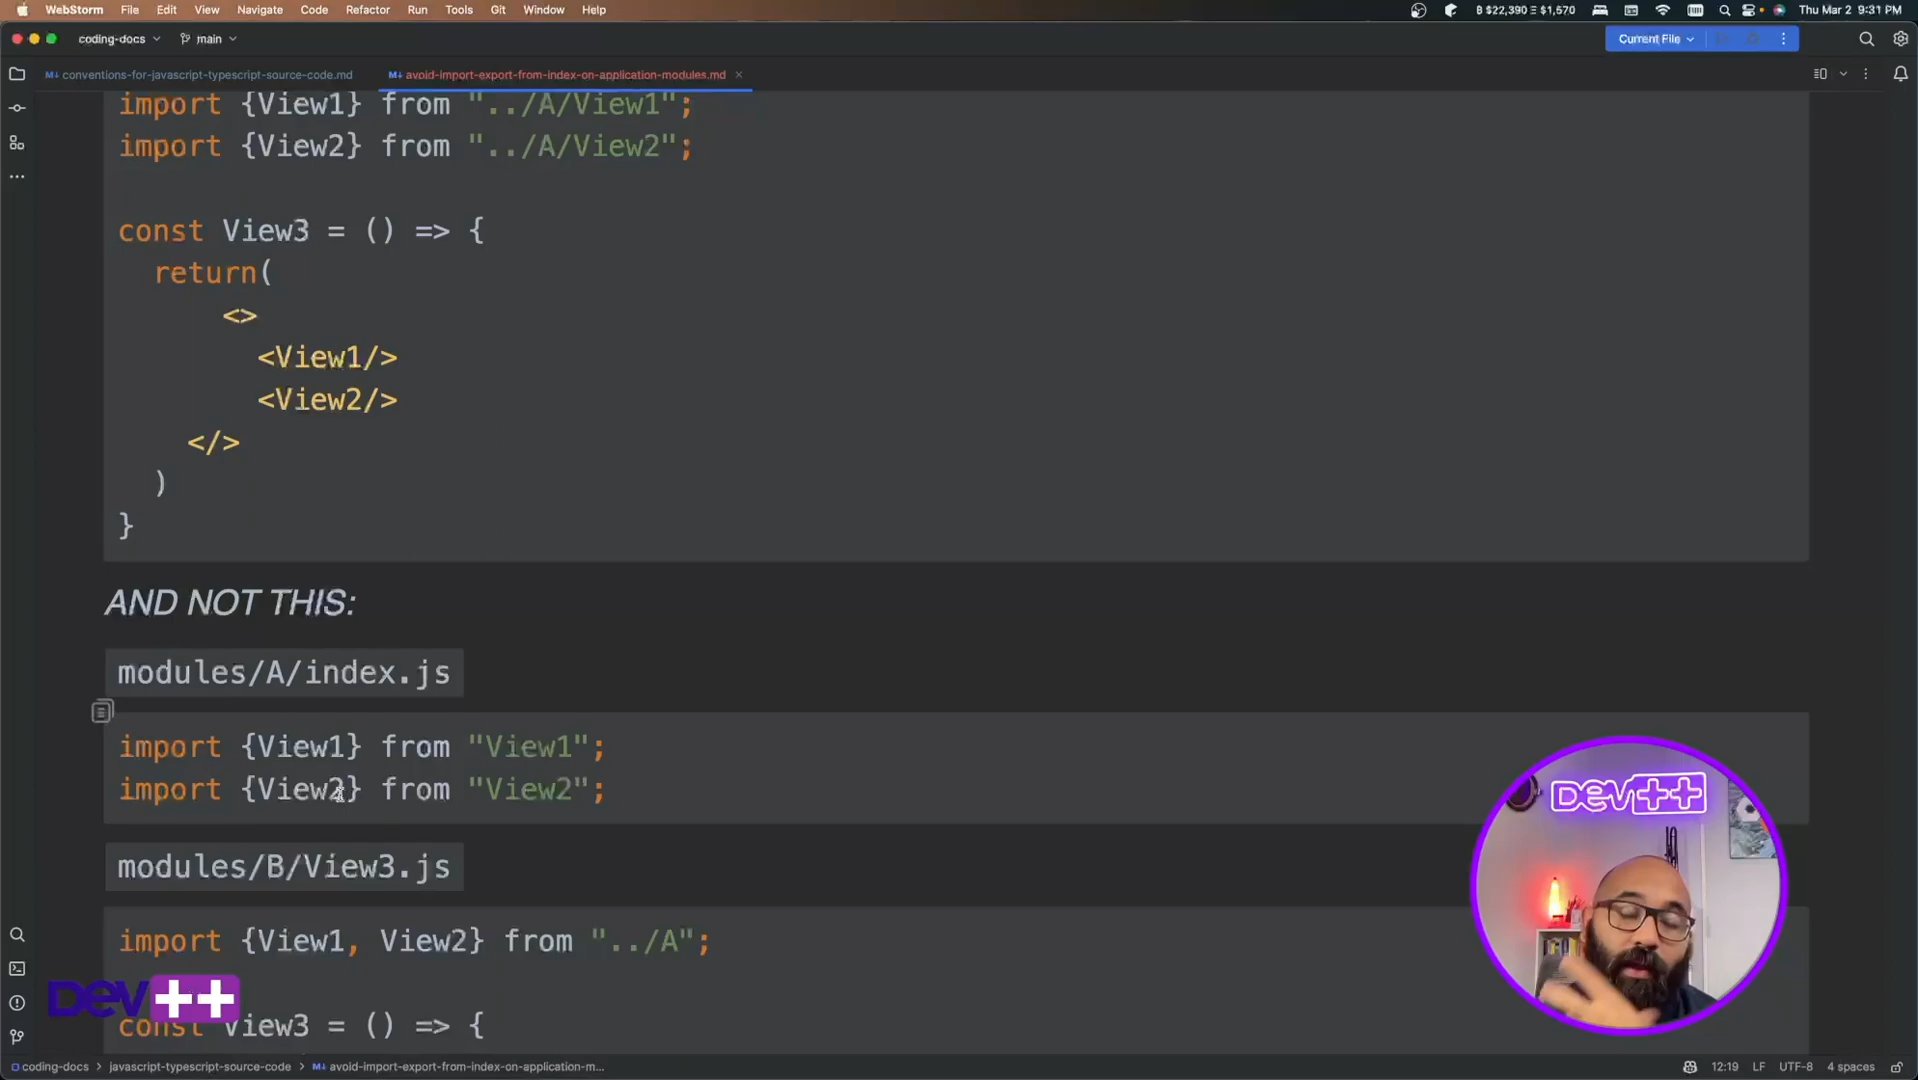 WebStorm File Edit View Navigate Code Refactor Run Tools Git Window Help
₿ $22,390 Ξ $1,570 Thu Mar 2 9:31 PM
coding-docs main Current File
conventions-for-javascript-typescript-source-code.md avoid-import-export-from-index-on-application-modules.md
import {View1} from "../A/View1";
import {View2} from "../A/View2";
const View3 = () => {
return(
<>
<View1/>
<View2/>
</>
)
}
AND NOT THIS:
modules/A/index.js
import {View1} from "View1";
import {View2} from "View2";
modules/B/View3.js
import {View1, View2} from "../A";
const View3 = () => {
Dev++
Dev++
coding-docs > javascript-typescript-source-code > avoid-import-export-from-index-on-application-m...
12:19 LF UTF-8 4 spaces